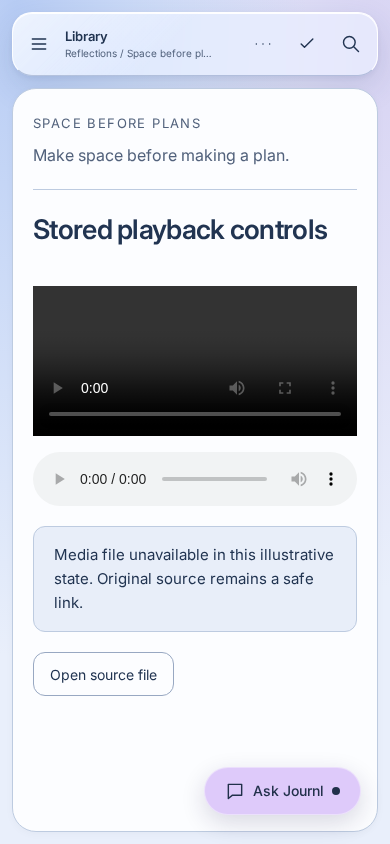 Library
Reflections / Space before pl...
SPACE BEFORE PLANS
Make space before making a plan.
Stored playback controls
0:00
0:00 / 0:00
Media file unavailable in this illustrative
state. Original source remains a safe
link.
Open source file
Ask Journl